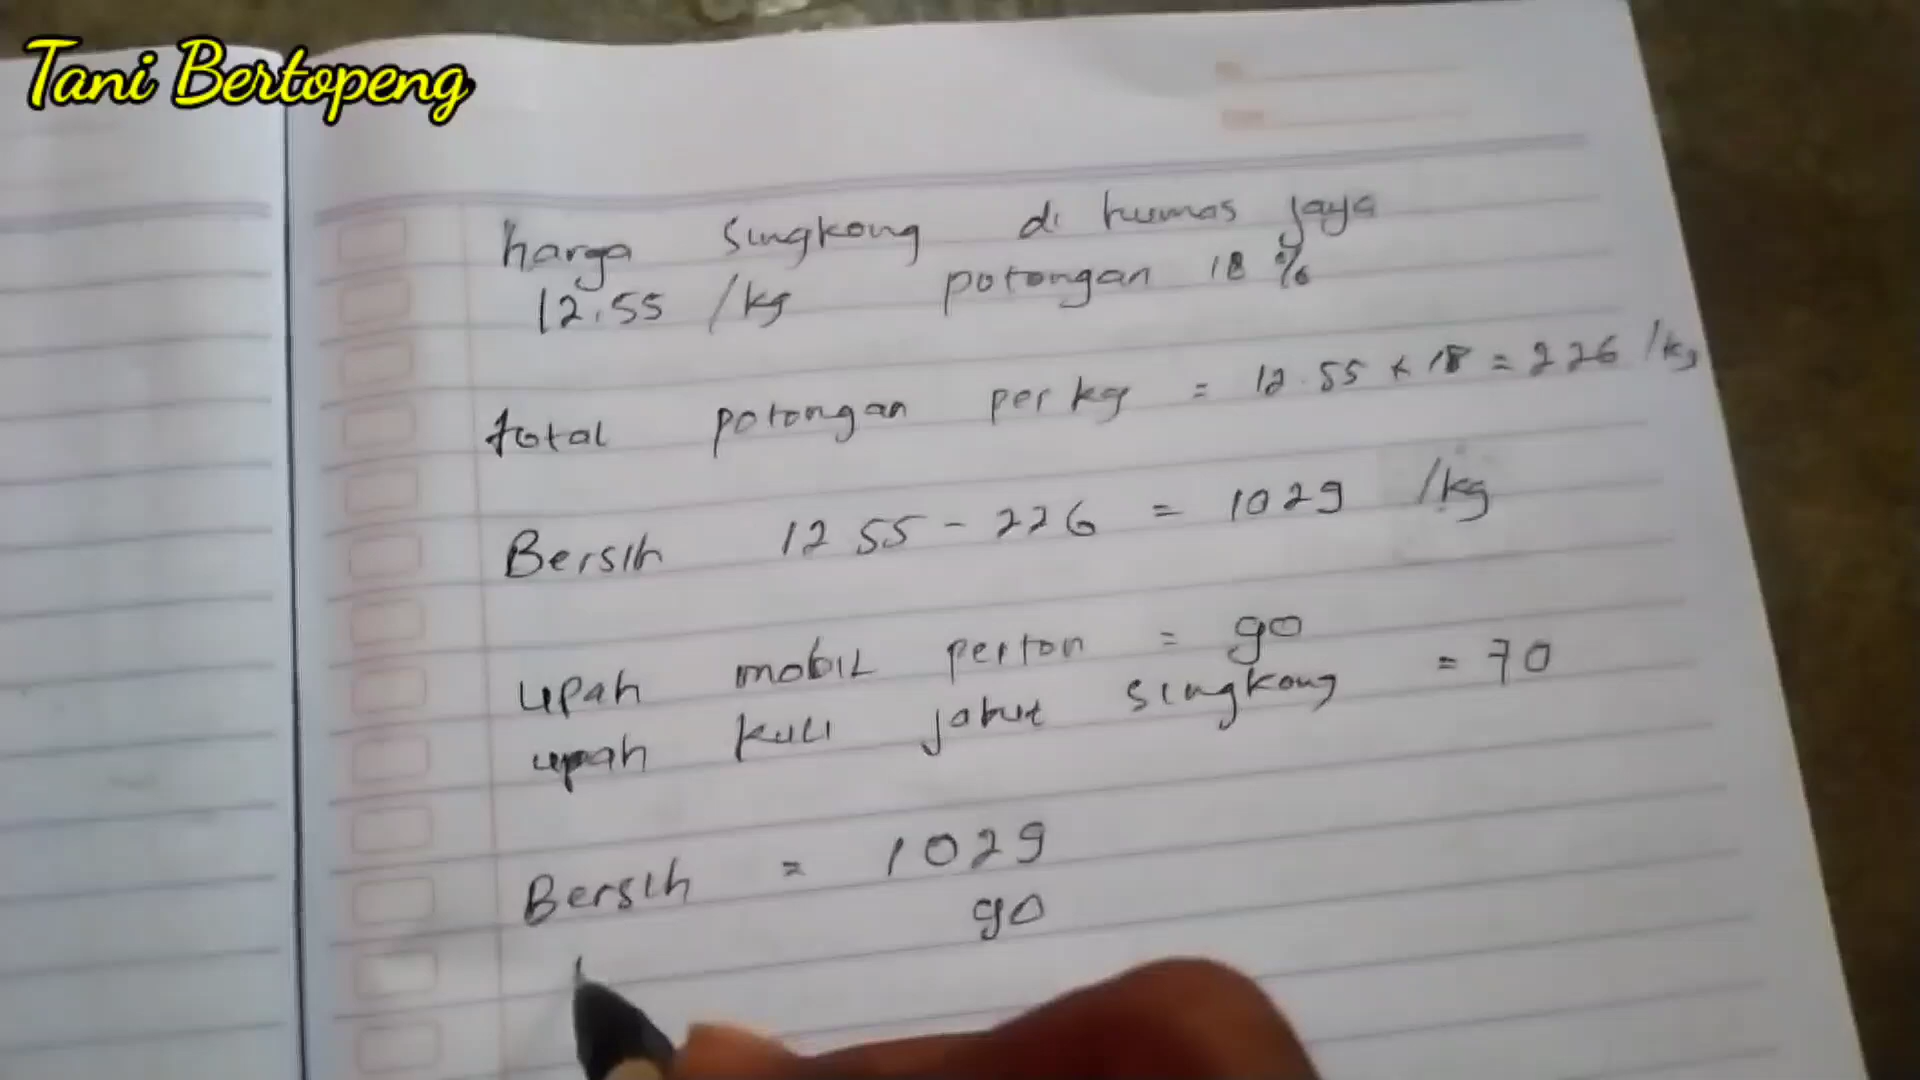 Tani Bertopeng
harga singkong di humas jaya
12.55 /kg potongan 18 %
total potongan per kg = 12.55 x 18 = 226 /kg
Bersih 12 55 - 226 = 1029 /kg
upah mobil perton = 90
upah kuli jabut singkong = 70
Bersih = 1029
90